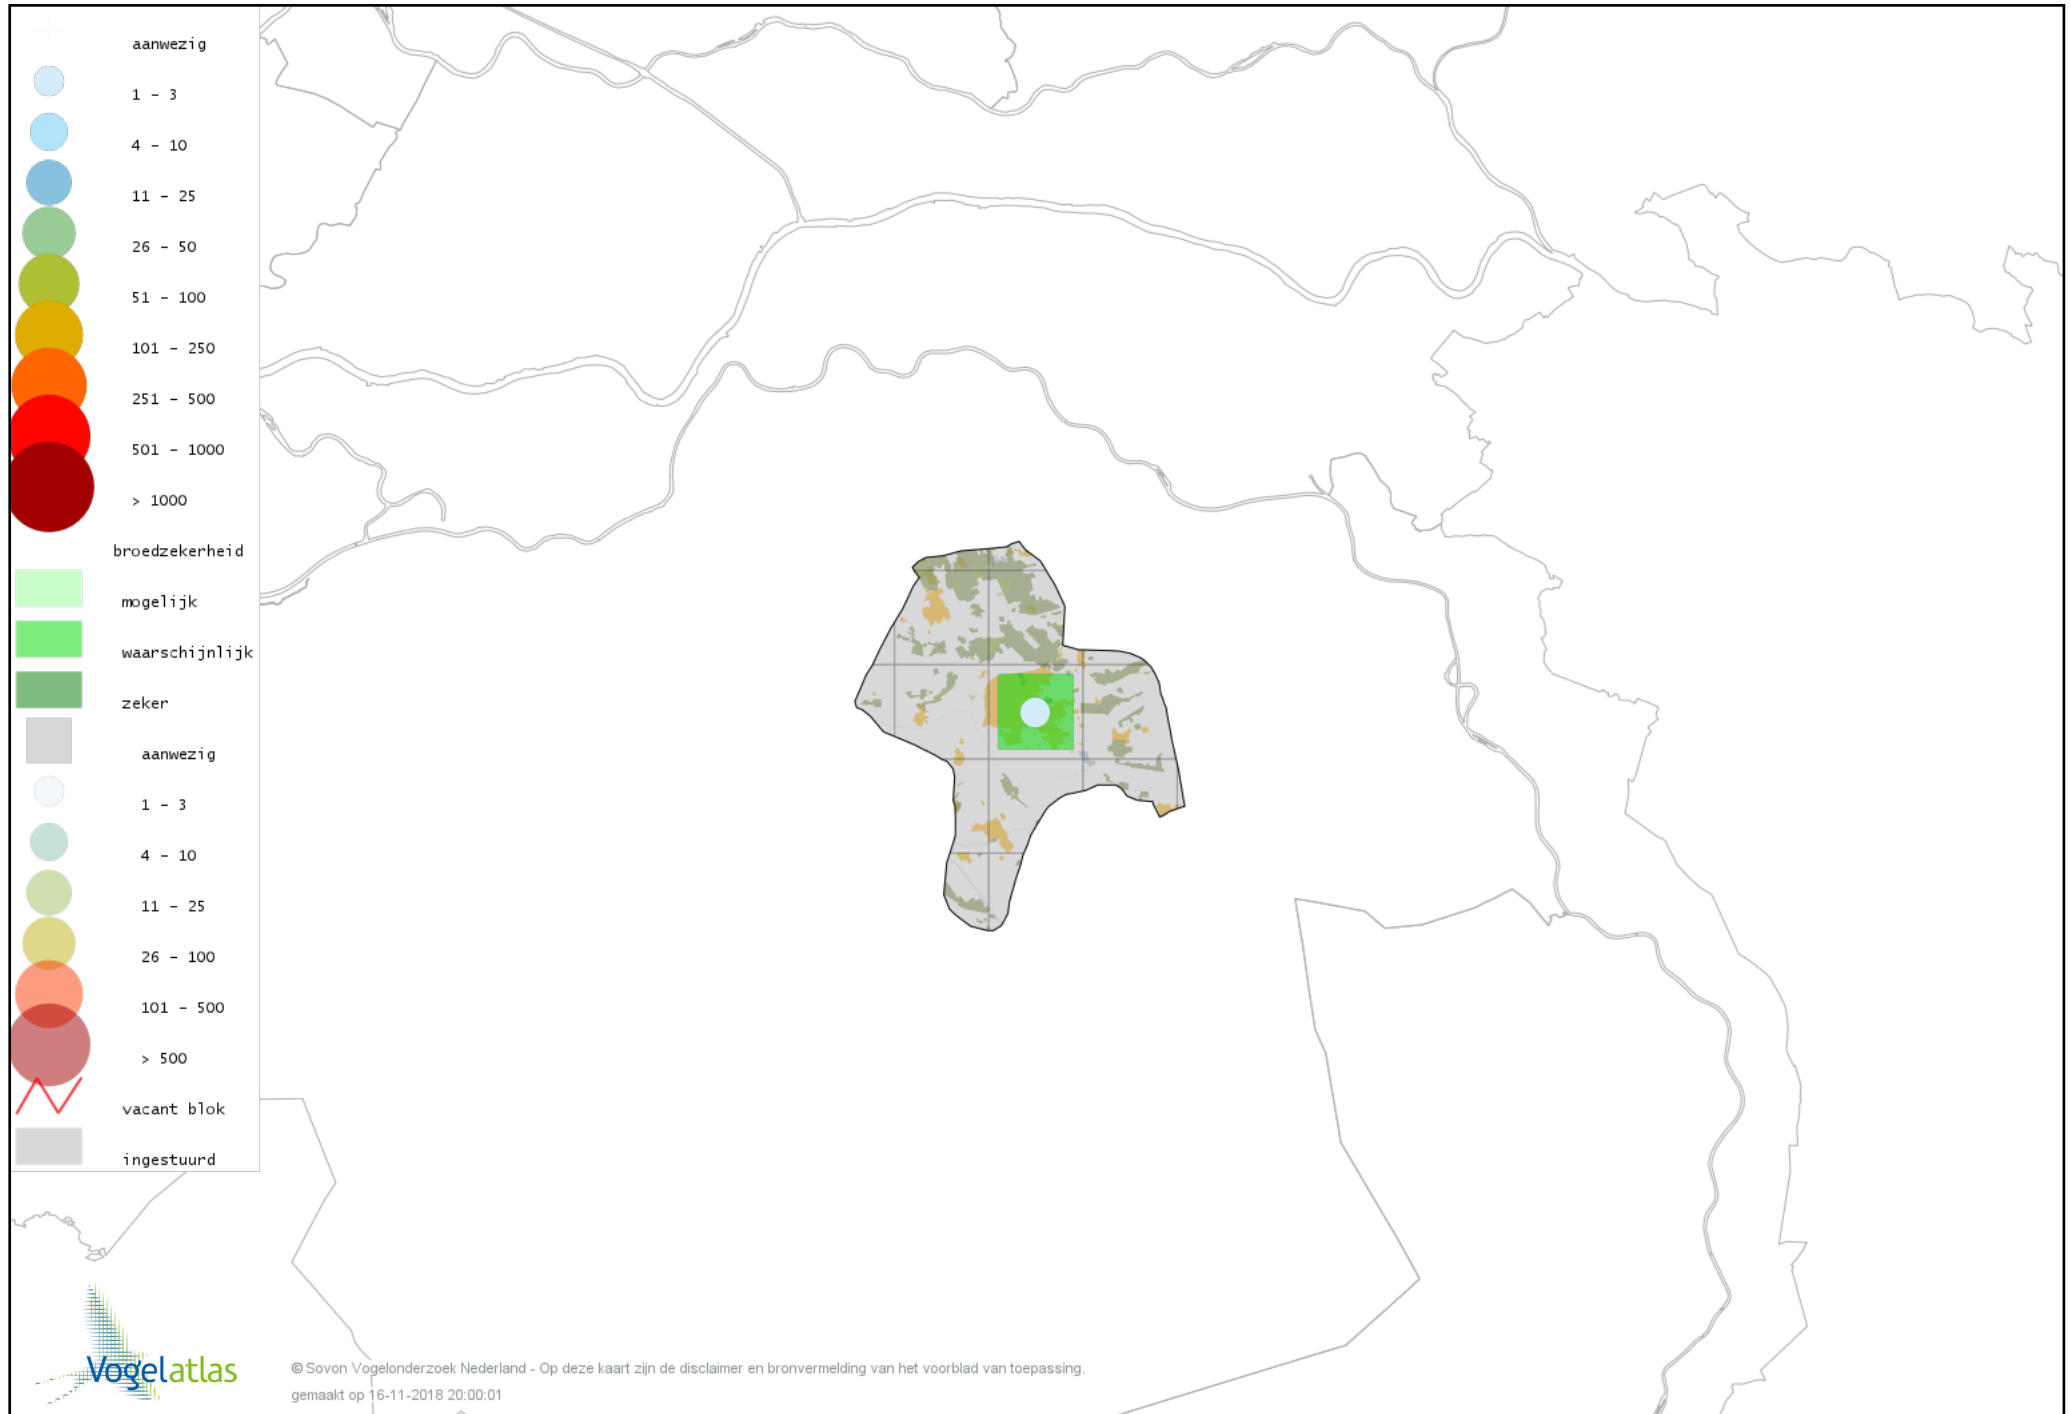 aanwezig
1 - 3
4 - 10
11 - 25
26 - 50
51 - 100
101 - 250
251 - 500
501 - 1000
> 1000
broedzekerheid
mogelijk
waarschijnlijk
zeker
aanwezig
1 - 3
4 - 10
11 - 25
26 - 100
101 - 500
> 500
vacant blok
ingestuurd
Vogelatlas
© Sovon Vogelonderzoek Nederland - Op deze kaart zijn de disclaimer en bronvermelding van het voorblad van toepassing.
gemaakt op 16-11-2018 20:00:01